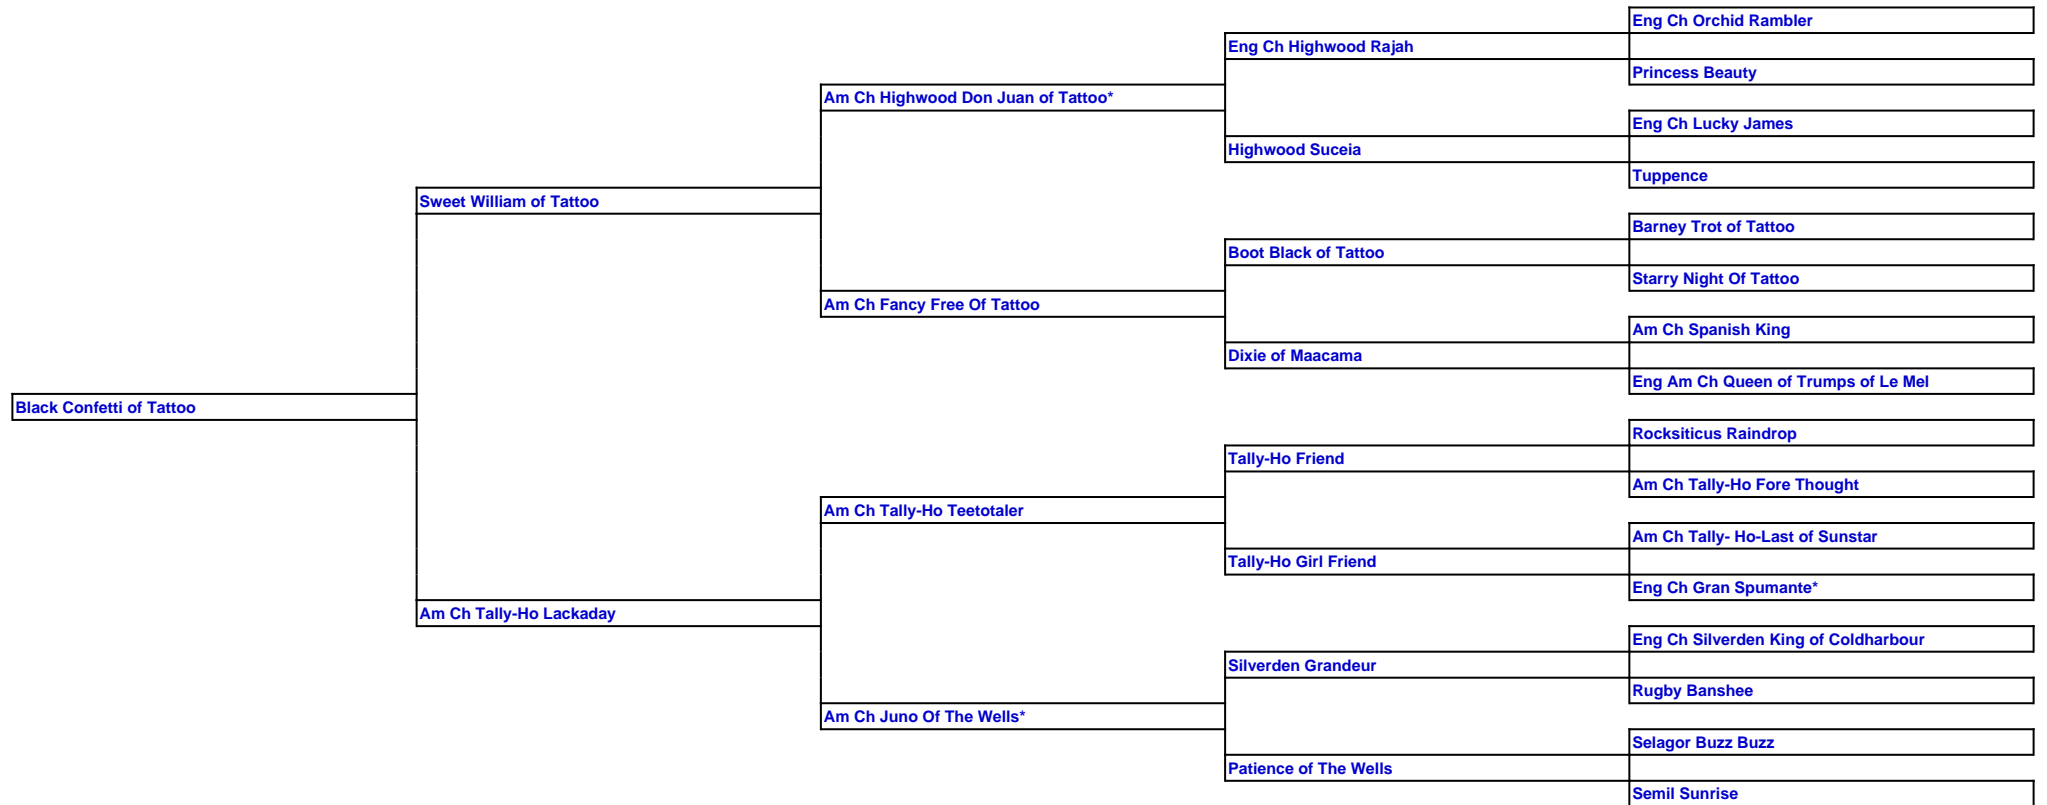 Eng Ch Orchid Rambler
Eng Ch Highwood Rajah
Princess Beauty
Am Ch Highwood Don Juan of Tattoo*
Eng Ch Lucky James
Highwood Suceia
Tuppence
Sweet William of Tattoo
Barney Trot of Tattoo
Boot Black of Tattoo
Starry Night Of Tattoo
Am Ch Fancy Free Of Tattoo
Am Ch Spanish King
Dixie of Maacama
Eng Am Ch Queen of Trumps of Le Mel
Black Confetti of Tattoo
Rocksiticus Raindrop
Tally-Ho Friend
Am Ch Tally-Ho Fore Thought
Am Ch Tally-Ho Teetotaler
Am Ch Tally- Ho-Last of Sunstar
Tally-Ho Girl Friend
Eng Ch Gran Spumante*
Am Ch Tally-Ho Lackaday
Eng Ch Silverden King of Coldharbour
Silverden Grandeur
Rugby Banshee
Am Ch Juno Of The Wells*
Selagor Buzz Buzz
Patience of The Wells
Semil Sunrise